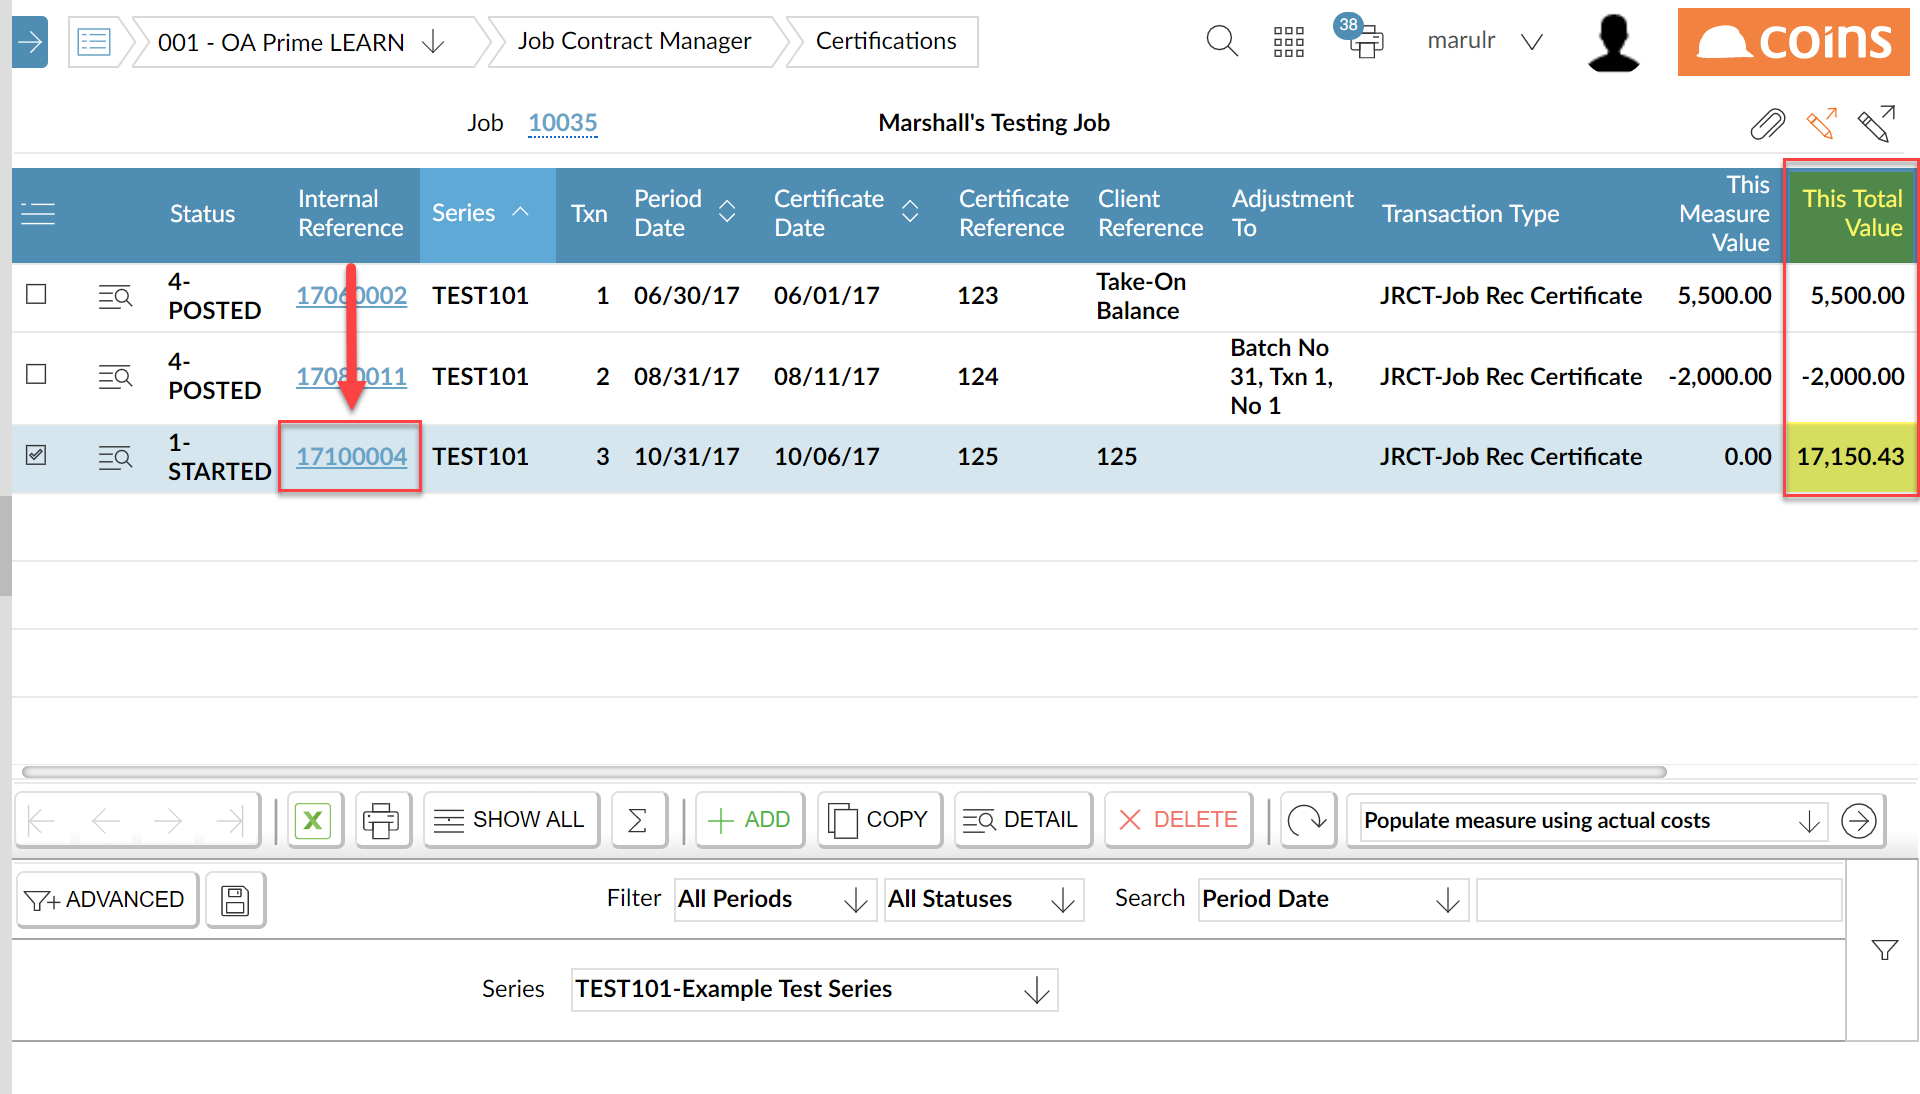 001 - OA Prime LEARN
Job Contract Manager
Certifications
38
marulr
coins
Job 10035 Marshall's Testing Job
Status
Internal
Reference
Series
Txn
Period
Date
Certificate
Date
Certificate
Reference
Client
Reference
Adjustment
To
Transaction Type
This
Measure
Value
This Total
Value
4-
POSTED
17060002 TEST101 1 06/30/17 06/01/17 123
Take-On
Balance
JRCT-Job Rec Certificate 5,500.00 5,500.00
4-
POSTED
17080011 TEST101 2 08/31/17 08/11/17 124
Batch No
31, Txn 1,
No 1
JRCT-Job Rec Certificate -2,000.00 -2,000.00
1-
STARTED
17100004 TEST101 3 10/31/17 10/06/17 125 125 JRCT-Job Rec Certificate 0.00 17,150.43
X SHOW ALL Σ ADD COPY DETAIL DELETE Populate measure using actual costs
ADVANCED Filter All Periods All Statuses Search Period Date
Series TEST101-Example Test Series